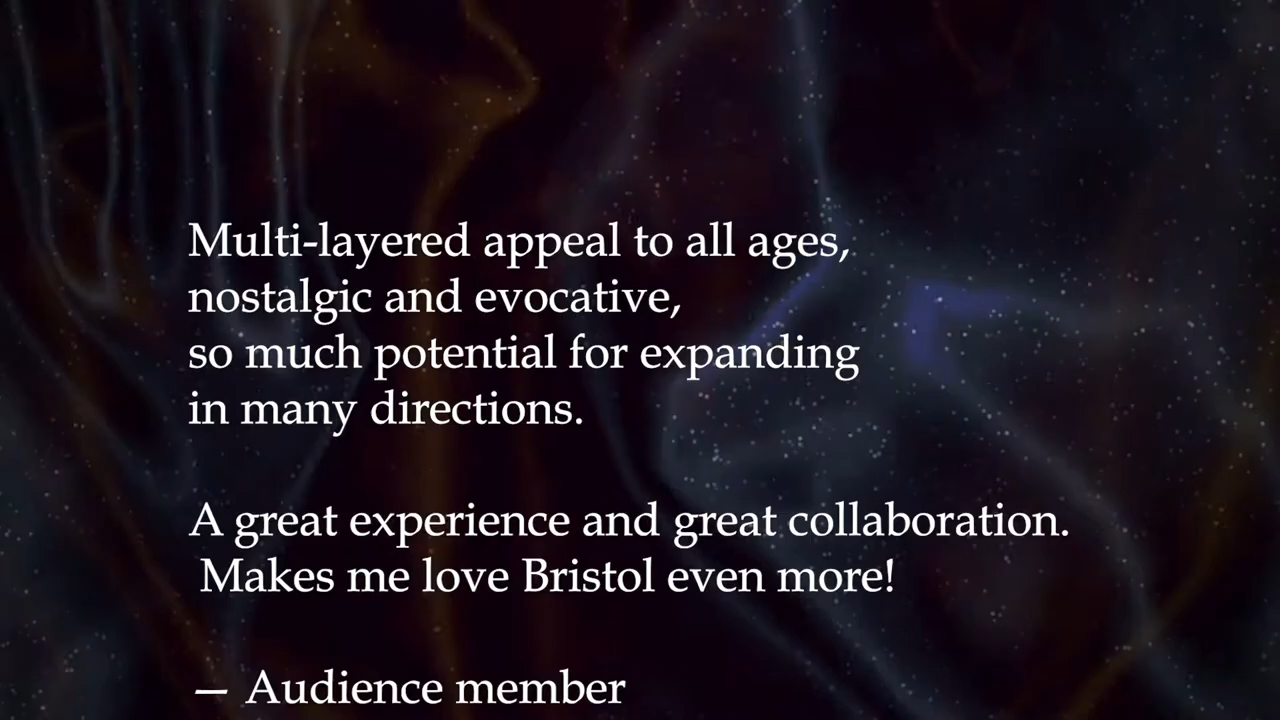 Multi-layered appeal to all ages,
nostalgic and evocative,
so much potential for expanding
in many directions.
A great experience and great collaboration.
Makes me love Bristol even more!
— Audience member